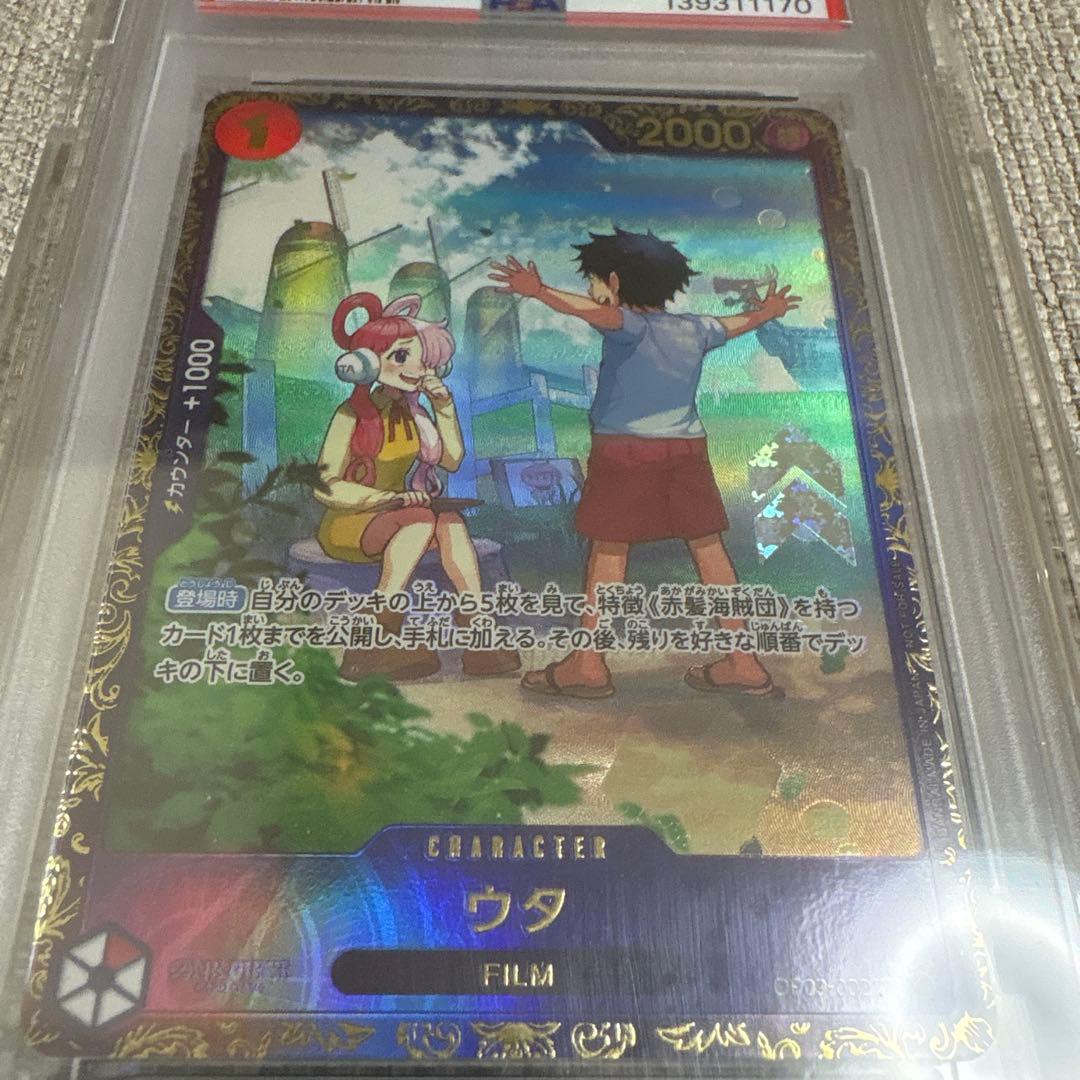 PSA
139311170
1
2000
カウンター +1000
TA
登場時 自分のデッキの上から5枚を見て、特徴《赤髪海賊団》を持つ
カード1枚までを公開し、手札に加える。その後、残りを好きな順番でデッ
キの下に置く。
CHARACTER
ウタ
FILM